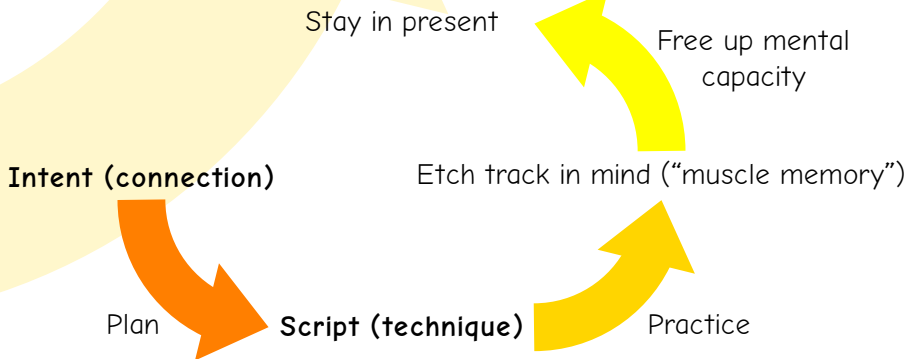 Stay in present
Free up mental
capacity
Intent (connection)
Etch track in mind (“muscle memory”)
Plan
Script (technique)
Practice